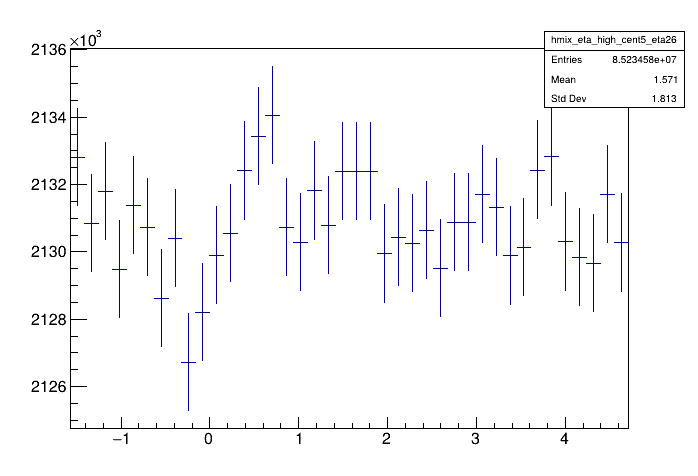 ×10³
hmix_eta_high_cent5_eta26
Entries 8.523458e+07
Mean 1.571
Std Dev 1.813
2136
2134
2132
2130
2128
2126
−1 0 1 2 3 4